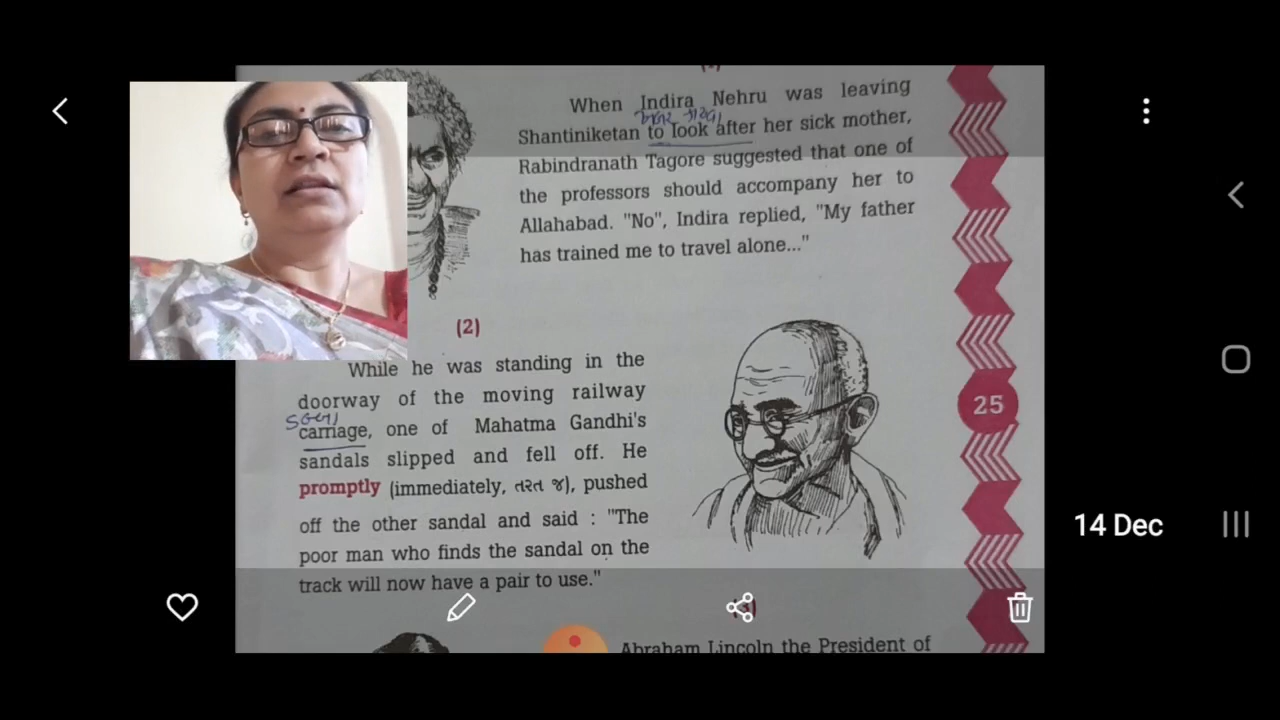 When Indira Nehru was leaving
Shantiniketan to look after her sick mother,
Rabindranath Tagore suggested that one of
the professors should accompany her to
Allahabad. "No", Indira replied, "My father
has trained me to travel alone..."
(2)
While he was standing in the
doorway of the moving railway
carriage, one of Mahatma Gandhi's
sandals slipped and fell off. He
promptly (immediately, તરત જ), pushed
off the other sandal and said : "The
poor man who finds the sandal on the
track will now have a pair to use."
25
14 Dec
Abraham Lincoln the President of